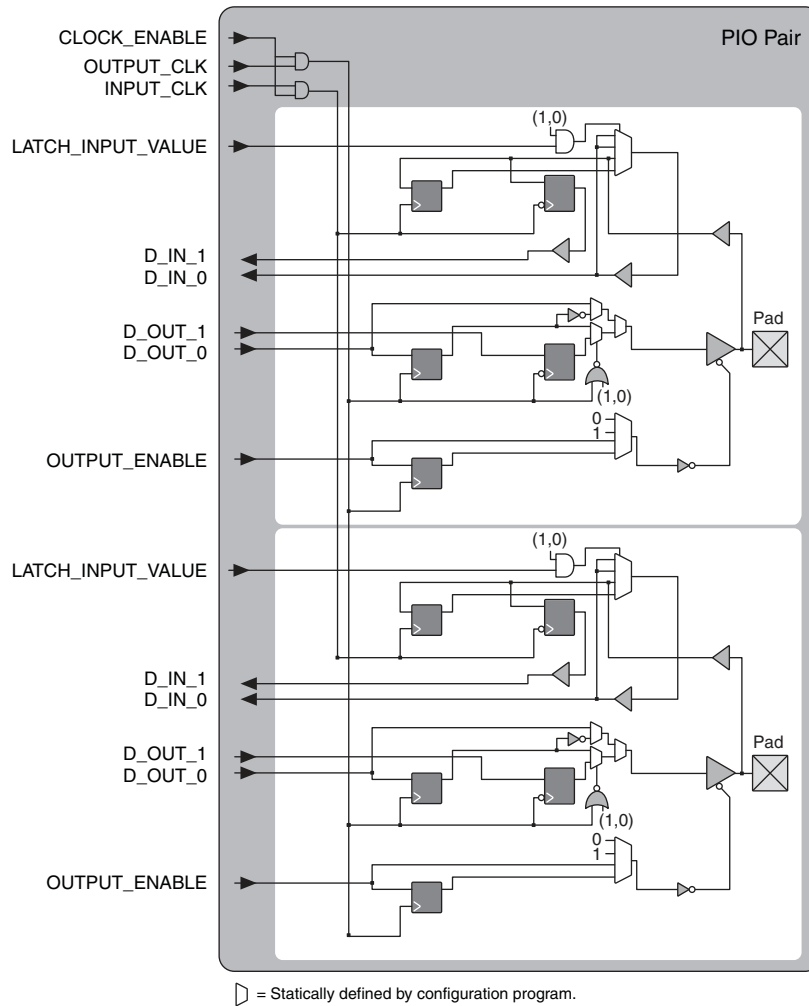 PIO Pair
CLOCK_ENABLE
OUTPUT_CLK
INPUT_CLK
(1,0)
LATCH_INPUT_VALUE
D_IN_1
D_IN_0
Pad
D_OUT_1
D_OUT_0
(1,0)
0
1
OUTPUT_ENABLE
(1,0)
LATCH_INPUT_VALUE
D_IN_1
D_IN_0
Pad
D_OUT_1
D_OUT_0
(1,0)
0
1
OUTPUT_ENABLE
= Statically defined by configuration program.